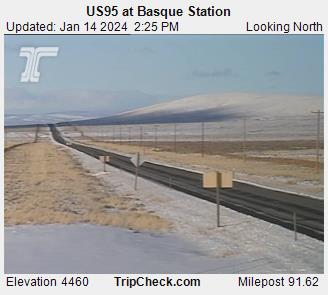 US95 at Basque Station
Updated: Jan 14 2024 2:25 PM Looking North
Elevation 4460 TripCheck.com Milepost 91.62